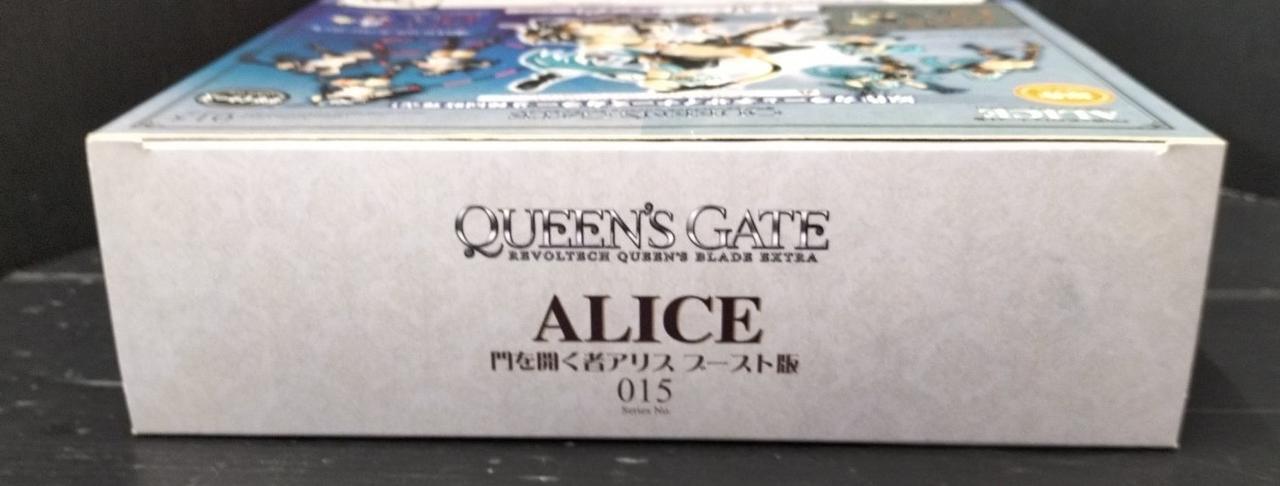 QUEEN'S GATE
REVOLTECH QUEEN'S BLADE EXTRA
ALICE
門を開く者アリス ブースト版
015
Series No.
ALICE